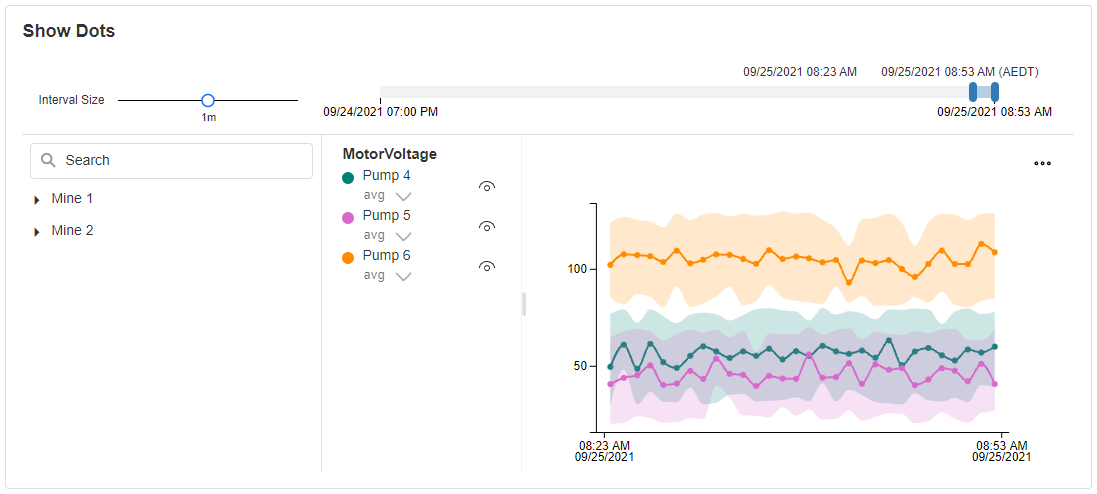 Show Dots
09/25/2021 08:23 AM
09/25/2021 08:53 AM (AEDT)
Interval Size
1m
09/24/2021 07:00 PM
09/25/2021 08:53 AM
Search
Mine 1
Mine 2
MotorVoltage
Pump 4
avg
Pump 5
avg
Pump 6
avg
100
50
08:23 AM
09/25/2021
08:53 AM
09/25/2021